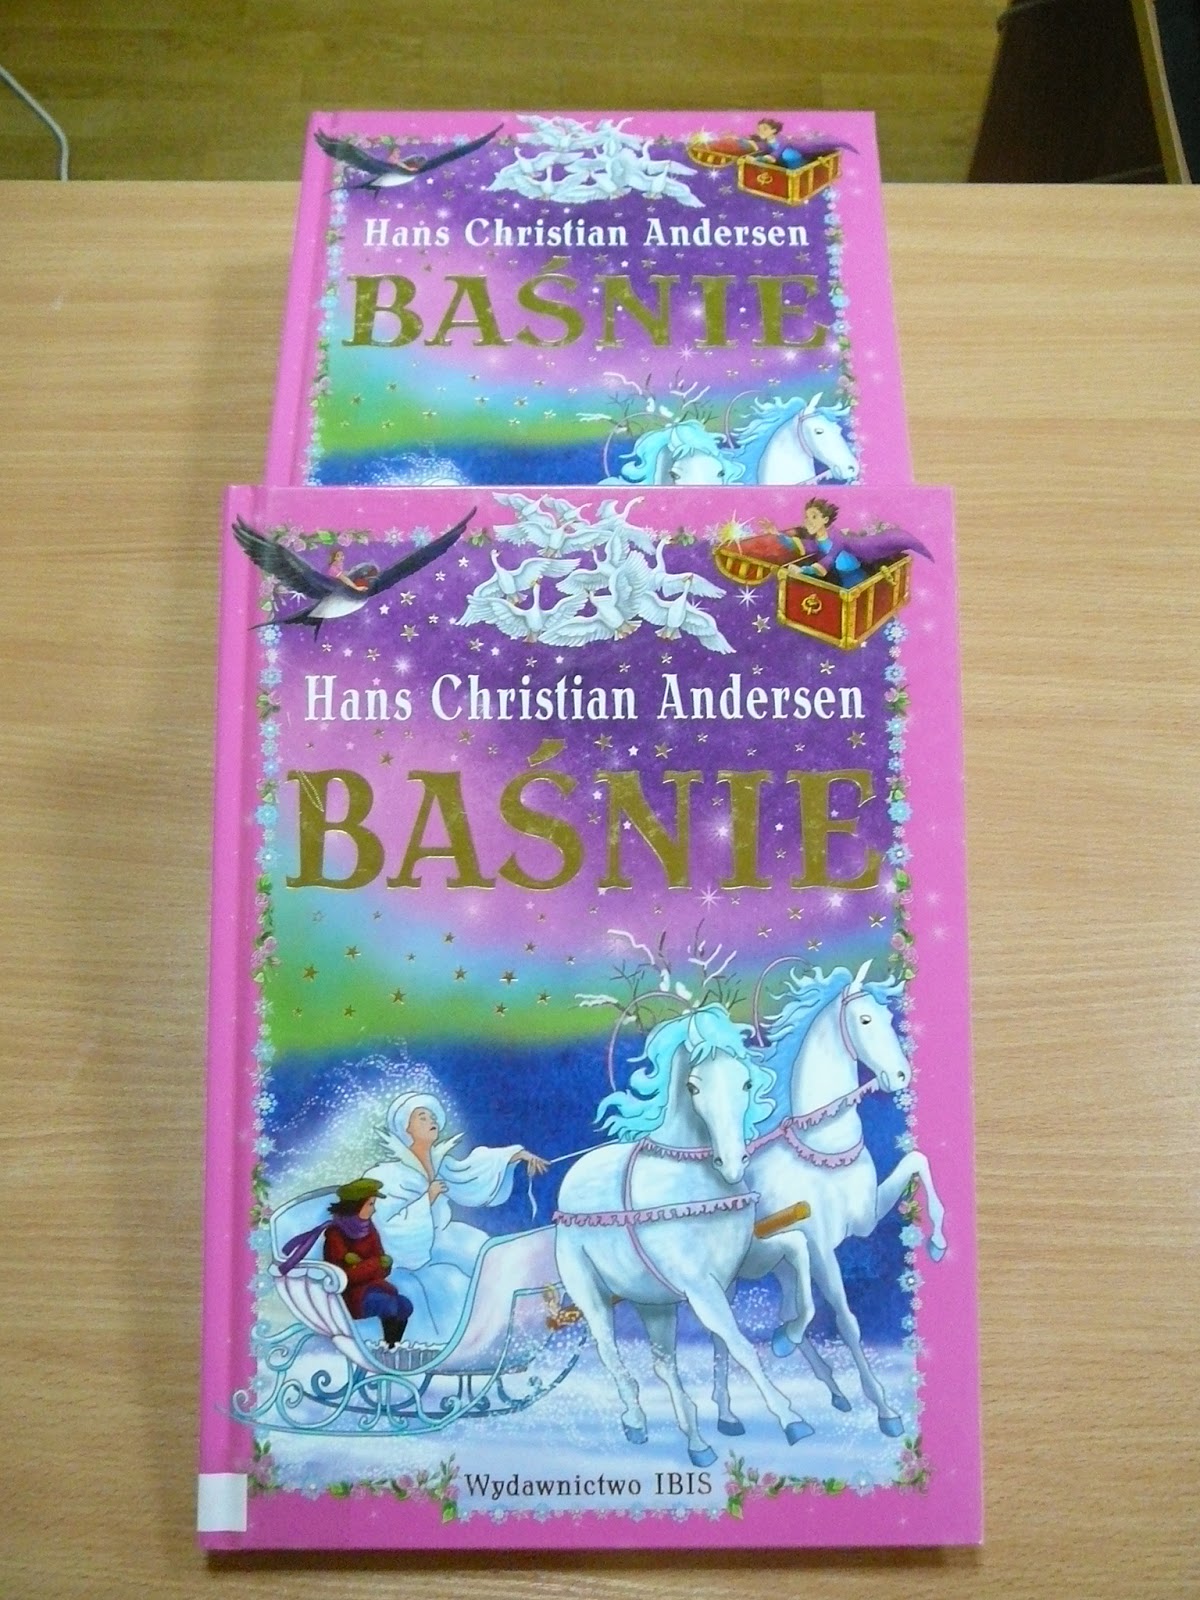 Hans Christian Andersen
BAŚNIE
Hans Christian Andersen
BAŚNIE
Wydawnictwo IBIS